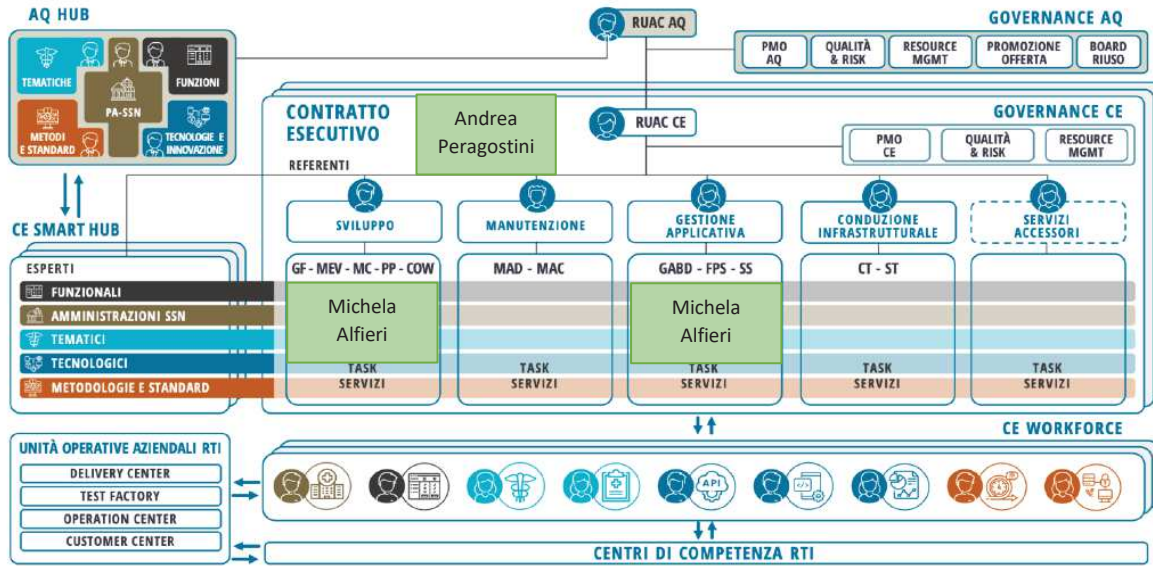 AQ HUB
TEMATICHE
FUNZIONI
PA-SSN
METODI
E STANDARD
TECNOLOGIE E
INNOVAZIONE
RUAC AQ
GOVERNANCE AQ
PMO
AQ
QUALITÀ
& RISK
RESOURCE
MGMT
PROMOZIONE
OFFERTA
BOARD
RIUSO
CONTRATTO
ESECUTIVO
Andrea
Peragostini
RUAC CE
GOVERNANCE CE
PMO
CE
QUALITÀ
& RISK
RESOURCE
MGMT
REFERENTI
SVILUPPO
MANUTENZIONE
GESTIONE
APPLICATIVA
CONDUZIONE
INFRASTRUTTURALE
SERVIZI
ACCESSORI
CE SMART HUB
ESPERTI
FUNZIONALI
AMMINISTRAZIONI SSN
TEMATICI
TECNOLOGICI
METODOLOGIE E STANDARD
GF - MEV - MC - PP - COW
MAD - MAC
GABD - FPS - SS
CT - ST
Michela
Alfieri
Michela
Alfieri
TASK
SERVIZI
TASK
SERVIZI
TASK
SERVIZI
TASK
SERVIZI
TASK
SERVIZI
CE WORKFORCE
UNITÀ OPERATIVE AZIENDALI RTI
DELIVERY CENTER
TEST FACTORY
OPERATION CENTER
CUSTOMER CENTER
API
CENTRI DI COMPETENZA RTI